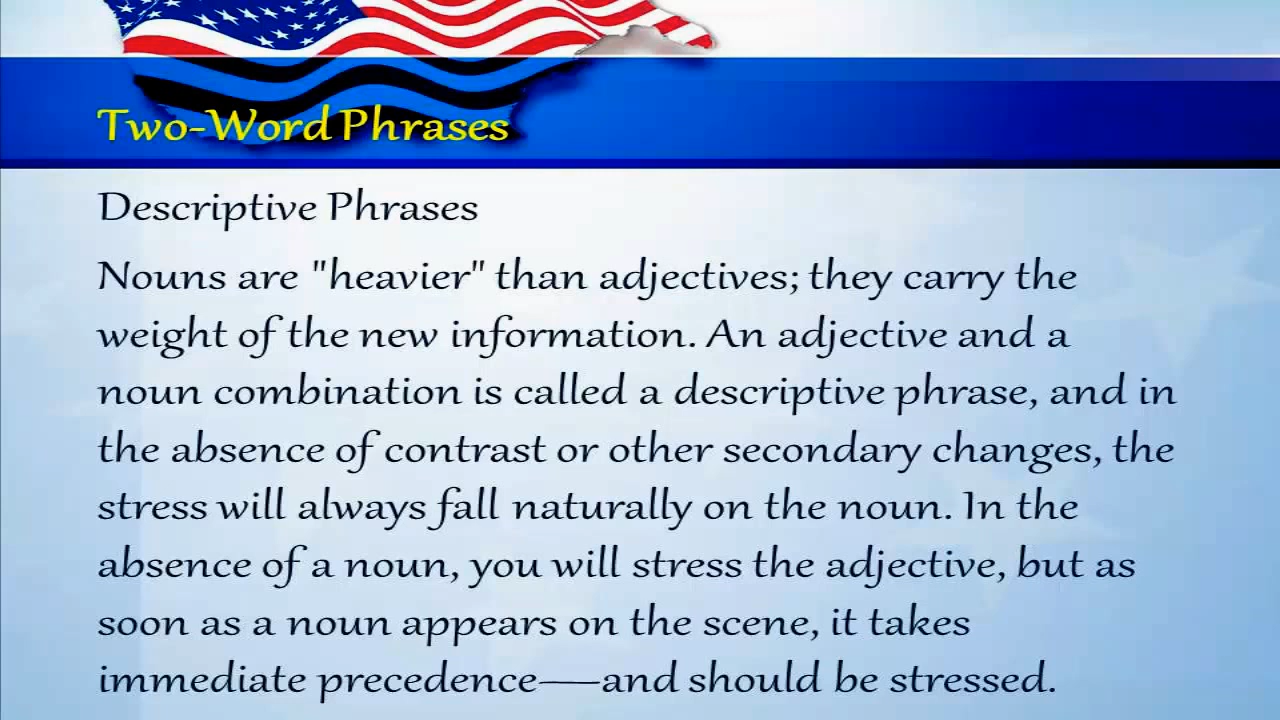 Two-Word Phrases
Descriptive Phrases
Nouns are "heavier" than adjectives; they carry the
weight of the new information. An adjective and a
noun combination is called a descriptive phrase, and in
the absence of contrast or other secondary changes, the
stress will always fall naturally on the noun. In the
absence of a noun, you will stress the adjective, but as
soon as a noun appears on the scene, it takes
immediate precedence—and should be stressed.